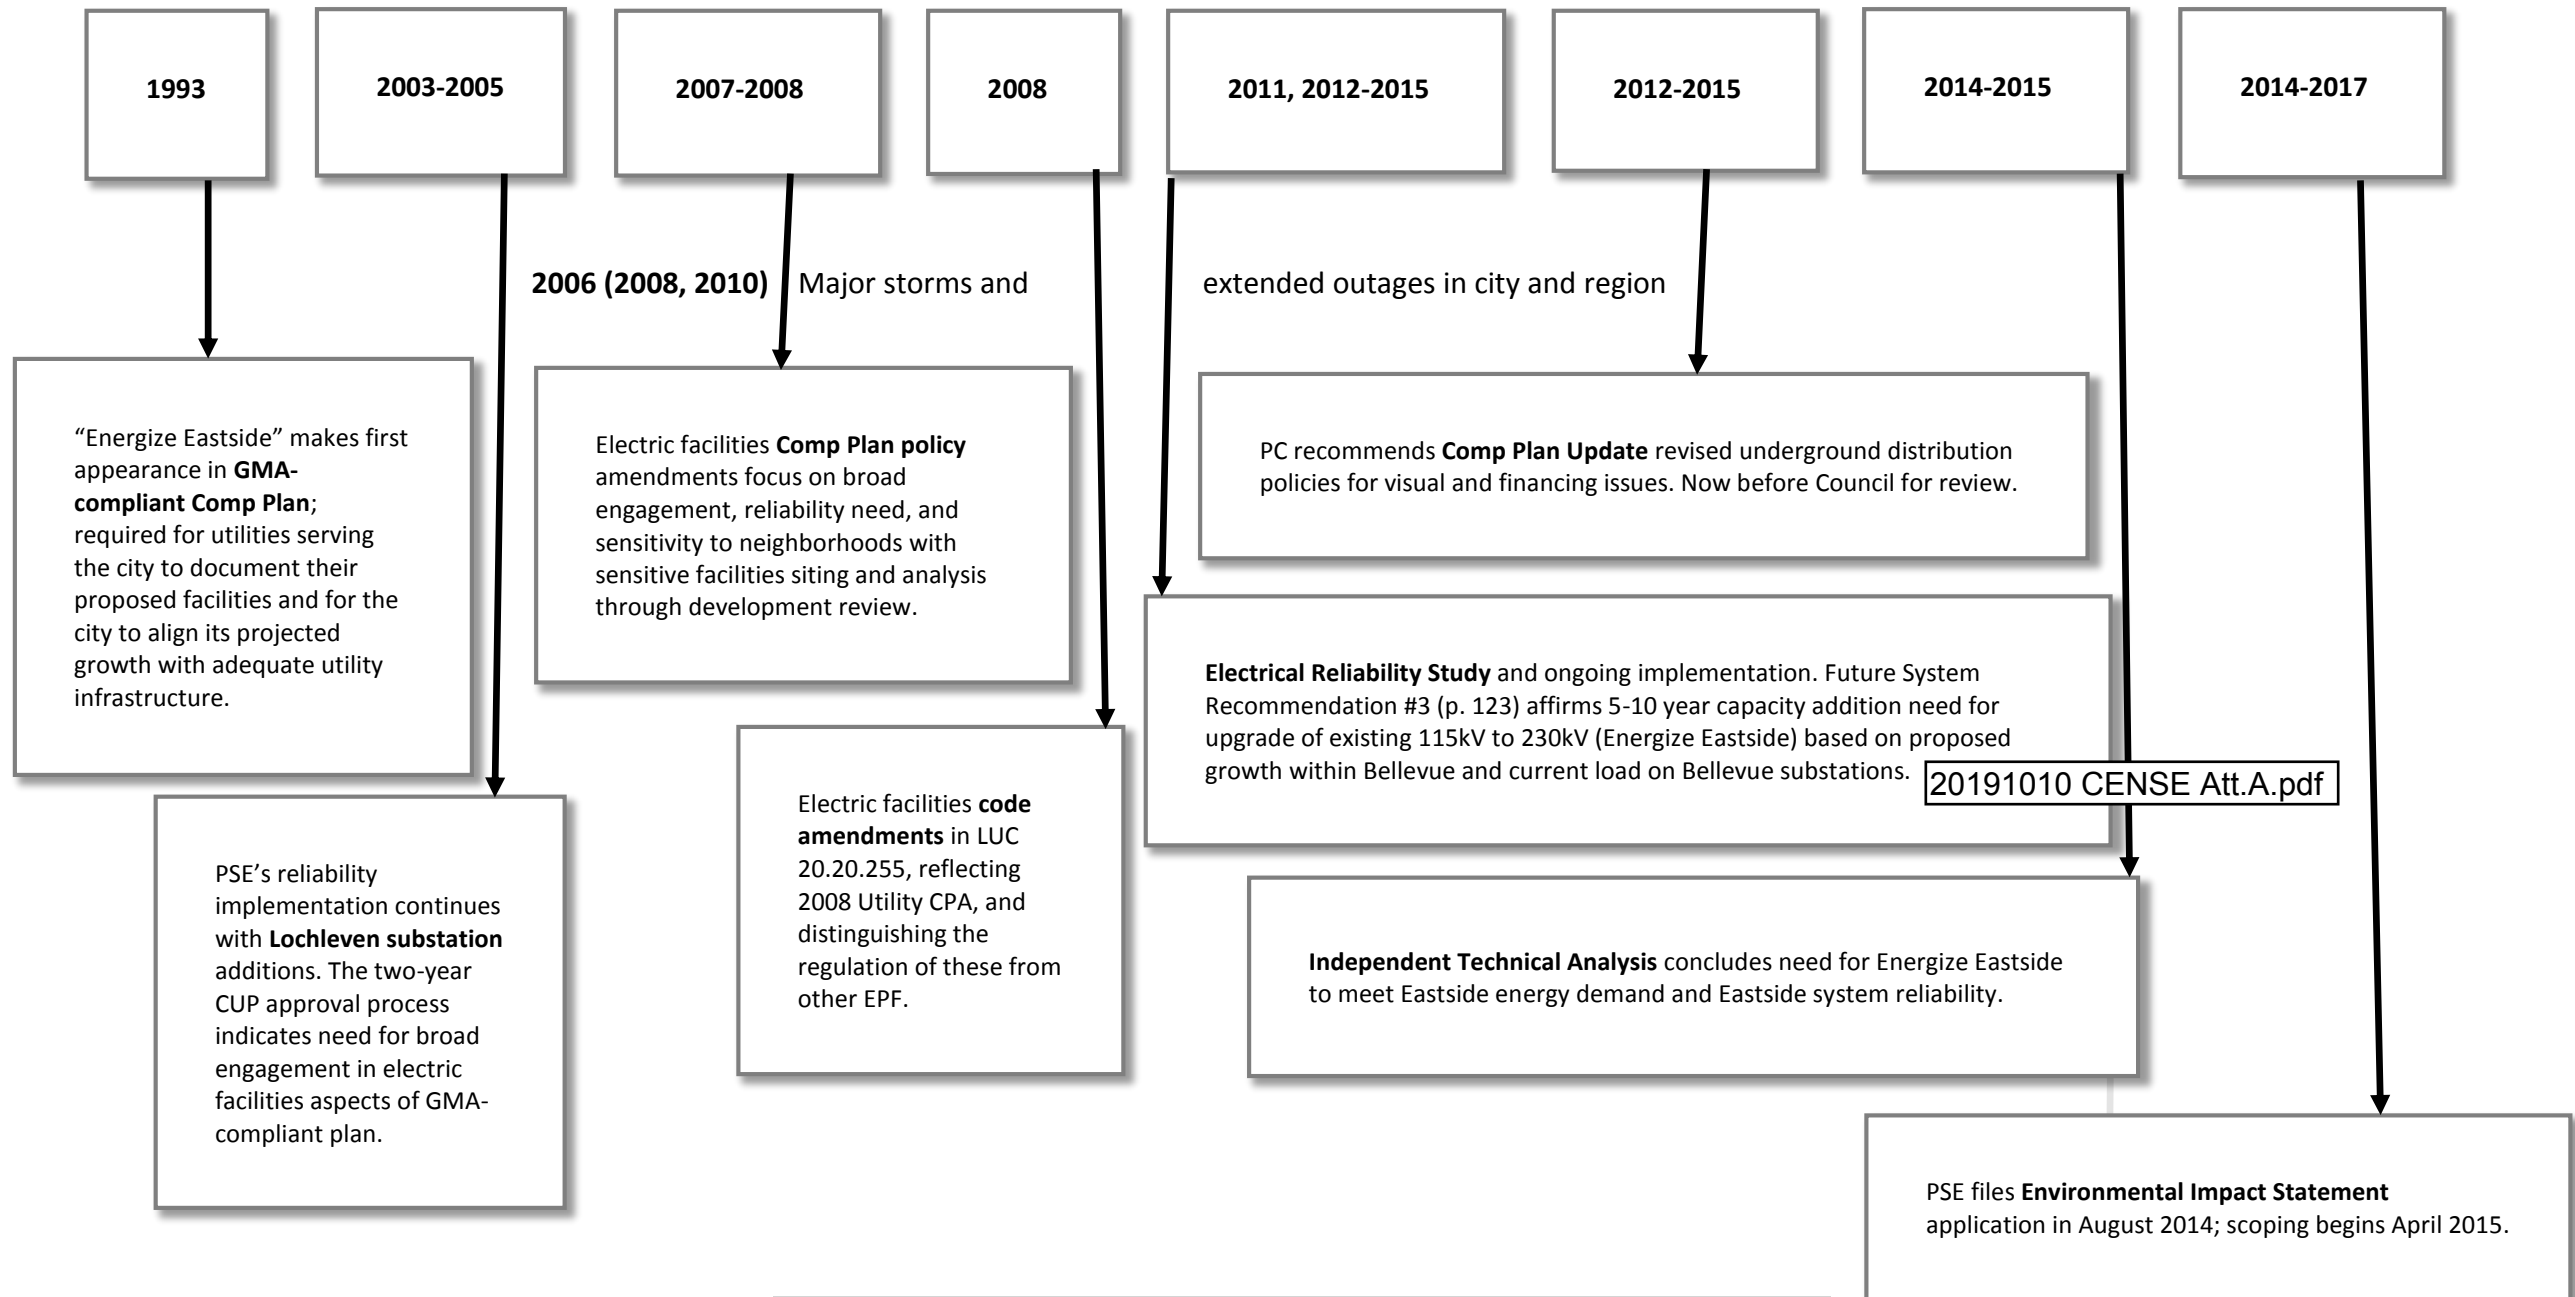 1993
2003-2005
2007-2008
2008
2011, 2012-2015
2012-2015
2014-2015
2014-2017
2006 (2008, 2010) Major storms and extended outages in city and region
“Energize Eastside” makes first
appearance in GMA-
compliant Comp Plan;
required for utilities serving
the city to document their
proposed facilities and for the
city to align its projected
growth with adequate utility
infrastructure.
PSE’s reliability
implementation continues
with Lochleven substation
additions. The two-year
CUP approval process
indicates need for broad
engagement in electric
facilities aspects of GMA-
compliant plan.
Electric facilities Comp Plan policy
amendments focus on broad
engagement, reliability need, and
sensitivity to neighborhoods with
sensitive facilities siting and analysis
through development review.
Electric facilities code
amendments in LUC
20.20.255, reflecting
2008 Utility CPA, and
distinguishing the
regulation of these from
other EPF.
PC recommends Comp Plan Update revised underground distribution
policies for visual and financing issues. Now before Council for review.
Electrical Reliability Study and ongoing implementation. Future System
Recommendation #3 (p. 123) affirms 5-10 year capacity addition need for
upgrade of existing 115kV to 230kV (Energize Eastside) based on proposed
growth within Bellevue and current load on Bellevue substations.
20191010 CENSE Att.A.pdf
Independent Technical Analysis concludes need for Energize Eastside
to meet Eastside energy demand and Eastside system reliability.
PSE files Environmental Impact Statement
application in August 2014; scoping begins April 2015.